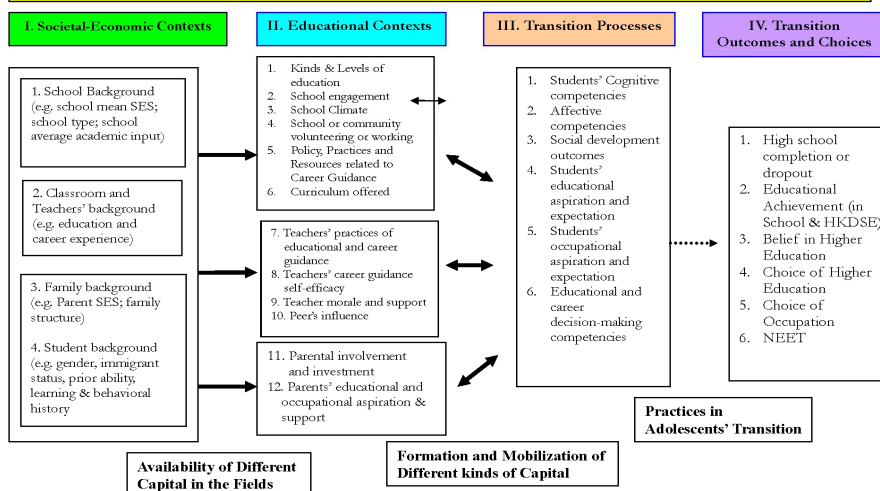 I. Societal-Economic Contexts
II. Educational Contexts
III. Transition Processes
IV. Transition
Outcomes and Choices
1. School Background
(e.g. school mean SES;
school type; school
average academic input)
2. Classroom and
Teachers' background
(e.g. education and
career experience)
3. Family background
(e.g. Parent SES; family
structure)
4. Student background
(e.g. gender, immigrant
status, prior ability,
learning & behavioral
history
1. Kinds & Levels of
education
2. School engagement
3. School Climate
4. School or community
volunteering or working
5. Policy, Practices and
Resources related to
Career Guidance
6. Curriculum offered
7. Teachers' practices of
educational and career
guidance
8. Teachers' career guidance
self-efficacy
9. Teacher morale and support
10. Peer's influence
11. Parental involvement
and investment
12. Parents' educational and
occupational aspiration &
support
1. Students' Cognitive
competencies
2. Affective
competencies
3. Social development
outcomes
4. Students'
educational
aspiration and
expectation
5. Students'
occupational
aspiration and
expectation
6. Educational and
career
decision-making
competencies
1. High school
completion or
dropout
2. Educational
Achievement (in
School & HKDSE)
3. Belief in Higher
Education
4. Choice of Higher
Education
5. Choice of
Occupation
6. NEET
Availability of Different
Capital in the Fields
Formation and Mobilization of
Different kinds of Capital
Practices in
Adolescents' Transition